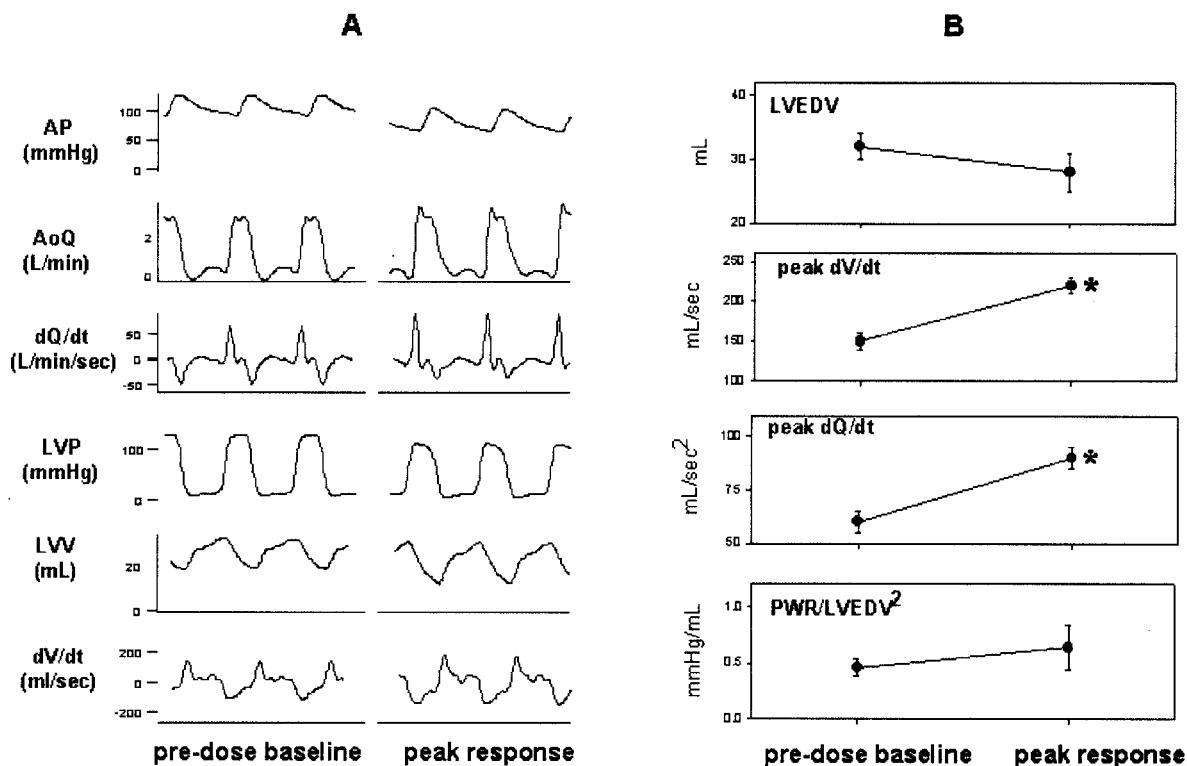 A
AP
(mmHg)
100
50
0
AoQ
(L/min)
2
0
dQ/dt
(L/min/sec)
50
0
-50
LVP
(mmHg)
100
0
LVV
(mL)
20
0
dV/dt
(ml/sec)
200
0
-200
pre-dose baseline
peak response
B
LVEDV
mL
40
30
20
peak dV/dt
mL/sec
250
200
150
100
*
peak dQ/dt
mL/sec²
100
75
50
*
PWR/LVEDV²
mmHg/mL
1.0
0.5
0.0
pre-dose baseline
peak response